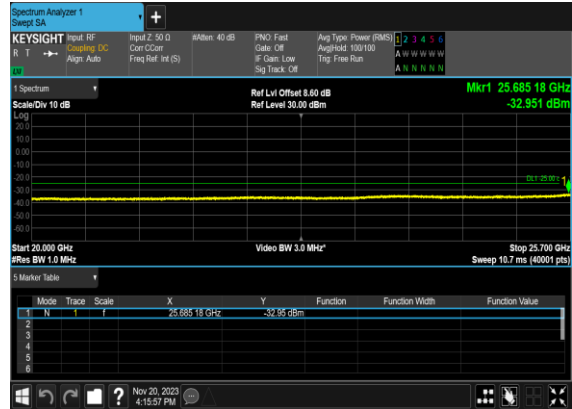 Spectrum Analyzer 1
Swept SA
+
KEYSIGHT
R T
Input: RF
Coupling: DC
Align: Auto
Input Z: 50 Ω
Corr CCorr
Freq Ref: Int (S)
#Atten: 40 dB
PNO: Fast
Gate: Off
IF Gain: Low
Sig Track: Off
Avg Type: Power (RMS)
Avg|Hold: 100/100
Trig: Free Run
1 2 3 4 5 6
A W W W W W
A N N N N N
1 Spectrum
Scale/Div 10 dB
Ref Lvl Offset 8.60 dB
Ref Level 30.00 dBm
Mkr1 25.685 18 GHz
-32.951 dBm
Log
20.0
10.0
0.00
-10.0
-20.0
-30.0
-40.0
-50.0
-60.0
1
Start 20.000 GHz
#Res BW 1.0 MHz
Video BW 3.0 MHz*
Stop 25.700 GHz
Sweep 10.7 ms (40001 pts)
5 Marker Table
Mode Trace Scale X Y Function Function Width Function Value
1 N 1 f 25.685 18 GHz -32.95 dBm
2
3
4
5
6
?
Nov 20, 2023
4:15:57 PM